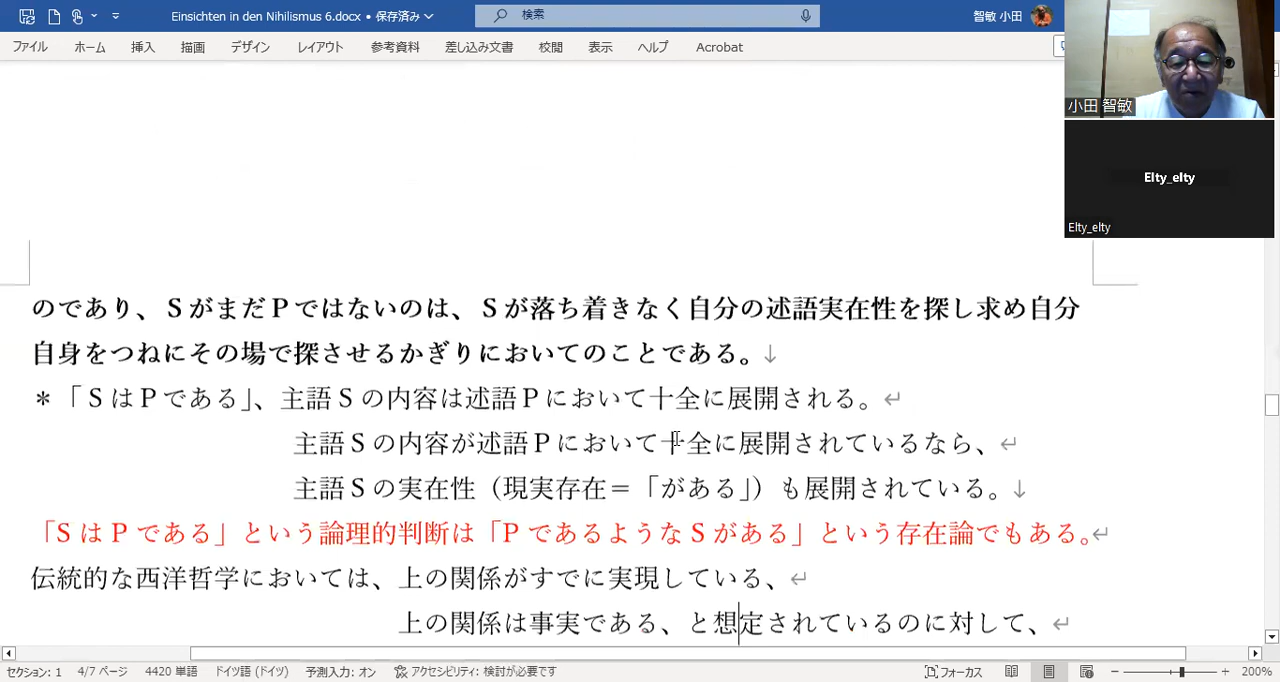 Einsichten in den Nihilismus 6.docx • 保存済み
検索
智敏 小田
ファイル ホーム 挿入 描画 デザイン レイアウト 参考資料 差し込み文書 校閲 表示 ヘルプ Acrobat
小田 智敏
Elty_elty
Elty_elty
のであり、SがまだPではないのは、Sが落ち着きなく自分の述語実在性を探し求め自分
自身をつねにその場で探させるかぎりにおいてのことである。↓
＊「SはPである」、主語Sの内容は述語Pにおいて十全に展開される。↵
主語Sの内容が述語Pにおいて十全に展開されているなら、↵
主語Sの実在性（現実存在＝「がある」）も展開されている。↓
「SはPである」という論理的判断は「PであるようなSがある」という存在論でもある。↵
伝統的な西洋哲学においては、上の関係がすでに実現している、↵
上の関係は事実である、と想定されているのに対して、↵
セクション: 1 4/7 ページ 4420 単語 ドイツ語 (ドイツ) 予測入力: オン アクセシビリティ: 検討が必要です フォーカス 200%